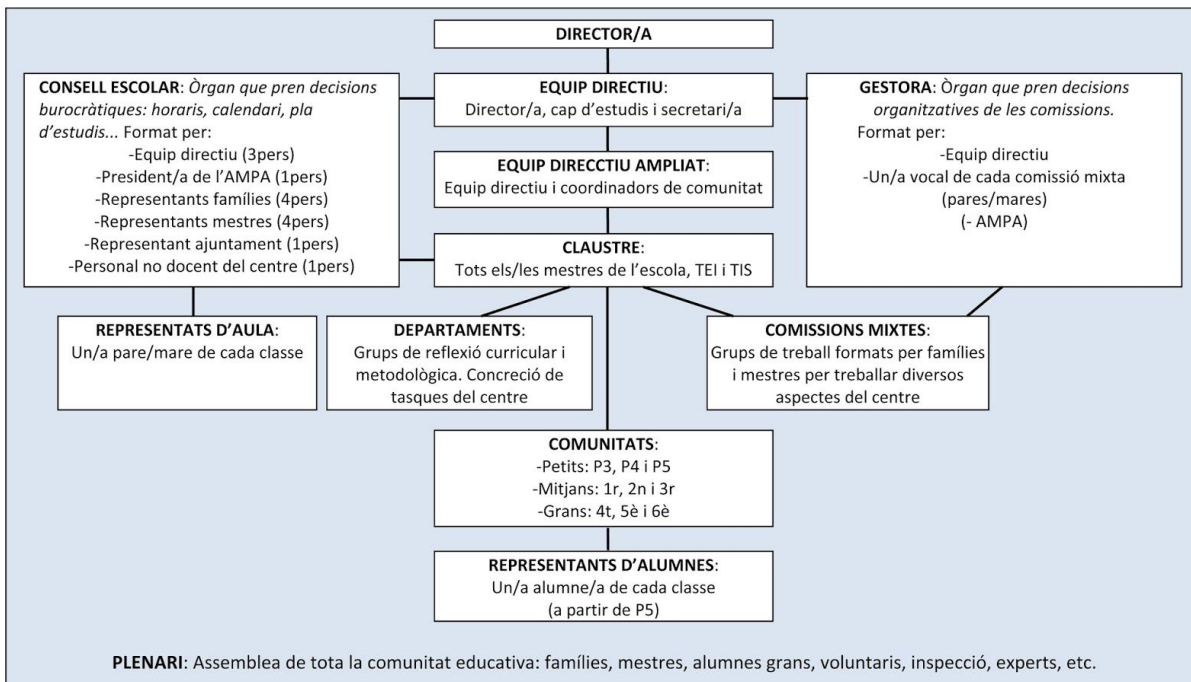 DIRECTOR/A
CONSELL ESCOLAR: Òrgan que pren decisions
burocràtiques: horaris, calendari, pla
d’estudis... Format per:
-Equip directiu (3pers)
-President/a de l’AMPA (1pers)
-Representants famílies (4pers)
-Representants mestres (4pers)
-Representant ajuntament (1pers)
-Personal no docent del centre (1pers)
EQUIP DIRECTIU:
Director/a, cap d’estudis i secretari/a
GESTORA: Òrgan que pren decisions
organitzatives de les comissions.
Format per:
-Equip directiu
-Un/a vocal de cada comissió mixta
(pares/mares)
(- AMPA)
EQUIP DIRECCTIU AMPLIAT:
Equip directiu i coordinadors de comunitat
CLAUSTRE:
Tots els/les mestres de l’escola, TEI i TIS
REPRESENTATS D’AULA:
Un/a pare/mare de cada classe
DEPARTAMENTS:
Grups de reflexió curricular i
metodològica. Concreció de
tasques del centre
COMISSIONS MIXTES:
Grups de treball formats per famílies
i mestres per treballar diversos
aspectes del centre
COMUNITATS:
-Petits: P3, P4 i P5
-Mitjans: 1r, 2n i 3r
-Grans: 4t, 5è i 6è
REPRESENTANTS D’ALUMNES:
Un/a alumne/a de cada classe
(a partir de P5)
PLENARI: Assemblea de tota la comunitat educativa: famílies, mestres, alumnes grans, voluntaris, inspecció, experts, etc.